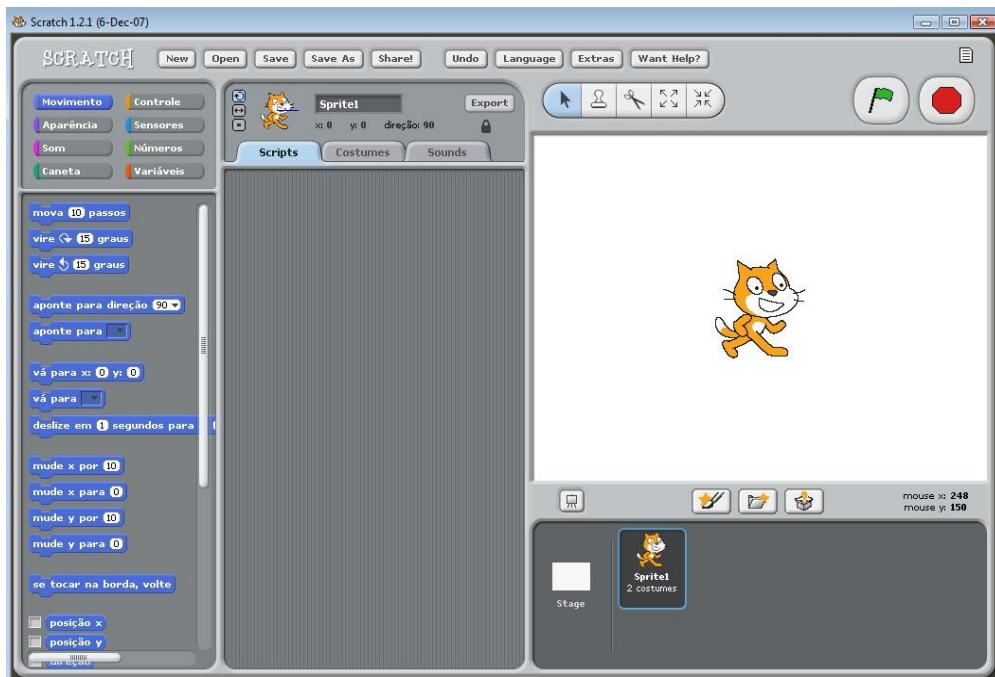 Scratch 1.2.1 (6-Dec-07)
SCRATCH New Open Save Save As Share! Undo Language Extras Want Help?
Movimento Controle
Aparência Sensores
Som Números
Caneta Variáveis
mova 10 passos
vire 15 graus
vire 15 graus
aponte para direção 90
aponte para
vá para x: 0 y: 0
vá para
deslize em 1 segundos para
mude x por 10
mude x para 0
mude y por 10
mude y para 0
se tocar na borda, volte
posição x
posição y
direção
Sprite1 Export
x: 0 y: 0 direção: 90
Scripts Costumes Sounds
mouse x: 248
mouse y: 150
Stage
Sprite1
2 costumes